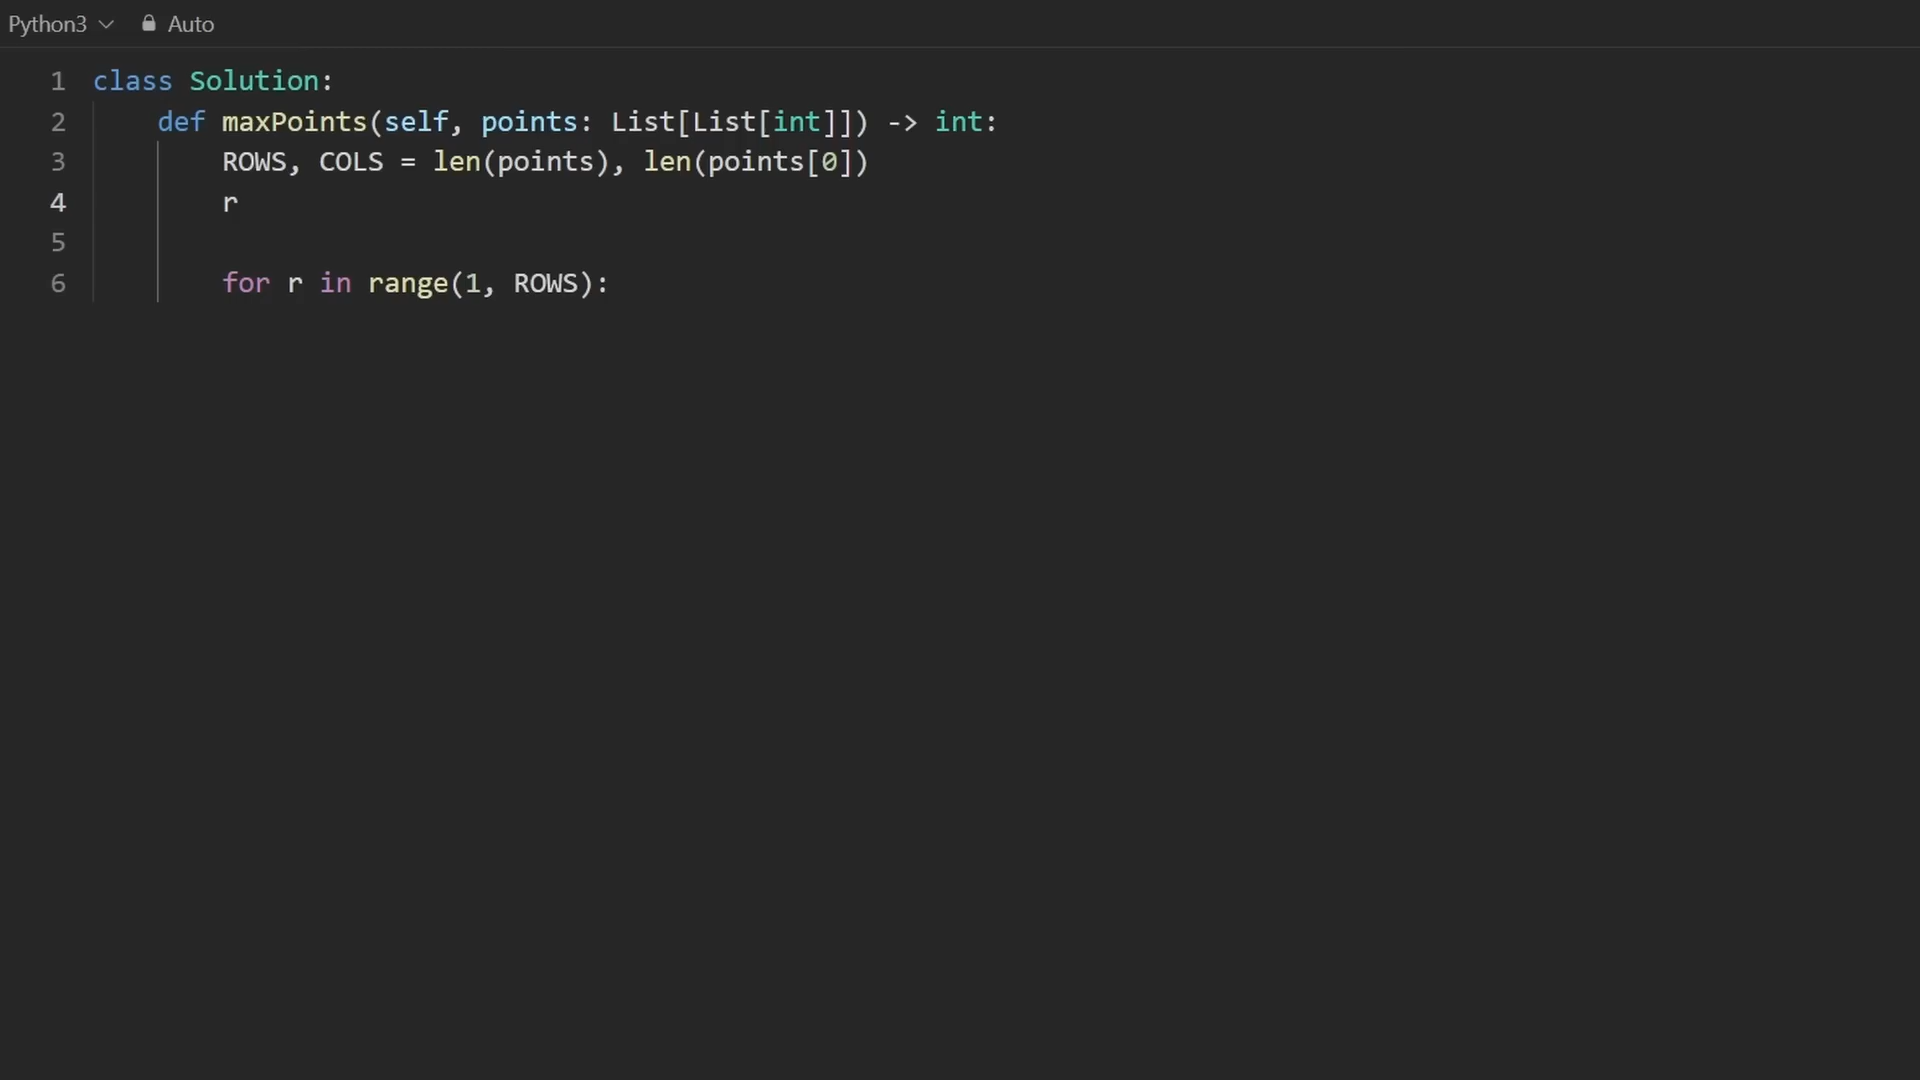 Python3 Auto
1 class Solution:
2 def maxPoints(self, points: List[List[int]]) -> int:
3 ROWS, COLS = len(points), len(points[0])
4 r
5
6 for r in range(1, ROWS):